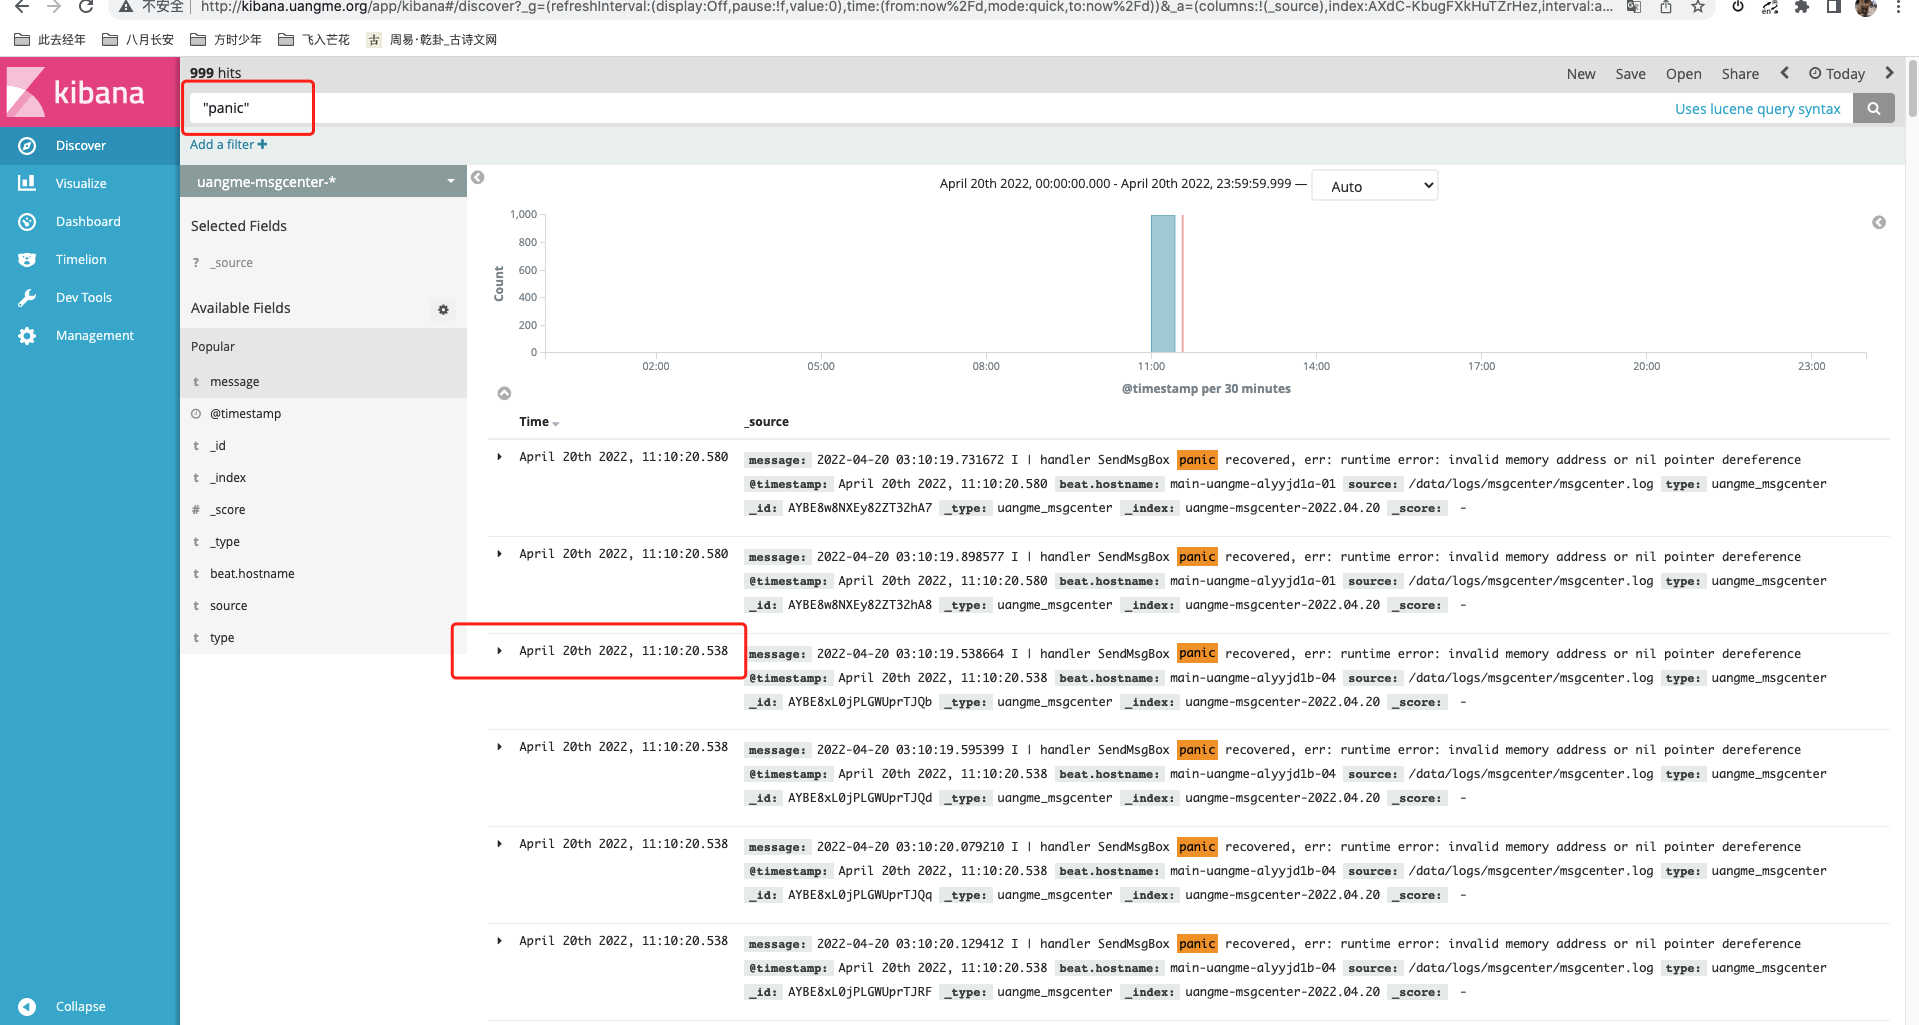 不安全 http://kibana.uangme.org/app/kibana#/discover?_g=(refreshInterval:(display:Off,pause:!f,value:0),time:(from:now%2Fd,mode:quick,to:now%2Fd))&_a=(columns:!(_source),index:AXdC-KbugFXkHuTZrHez,interval:a...
此去经年 八月长安 方时少年 飞入芒花 古 周易·乾卦_古诗文网
kibana
Discover
Visualize
Dashboard
Timelion
Dev Tools
Management
Collapse
999 hits
New Save Open Share Today
"panic"
Uses lucene query syntax
Add a filter
uangme-msgcenter-*
Selected Fields
? _source
Available Fields
Popular
t message
@timestamp
t _id
t _index
# _score
t _type
t beat.hostname
t source
t type
April 20th 2022, 00:00:00.000 - April 20th 2022, 23:59:59.999 — Auto
Count
1,000
800
600
400
200
0
02:00 05:00 08:00 11:00 14:00 17:00 20:00 23:00
@timestamp per 30 minutes
Time _source
April 20th 2022, 11:10:20.580 message: 2022-04-20 03:10:19.731672 I | handler SendMsgBox panic recovered, err: runtime error: invalid memory address or nil pointer dereference
@timestamp: April 20th 2022, 11:10:20.580 beat.hostname: main-uangme-alyyjd1a-01 source: /data/logs/msgcenter/msgcenter.log type: uangme_msgcenter
_id: AYBE8w8NXEy82ZT32hA7 _type: uangme_msgcenter _index: uangme-msgcenter-2022.04.20 _score: -
April 20th 2022, 11:10:20.580 message: 2022-04-20 03:10:19.898577 I | handler SendMsgBox panic recovered, err: runtime error: invalid memory address or nil pointer dereference
@timestamp: April 20th 2022, 11:10:20.580 beat.hostname: main-uangme-alyyjd1a-01 source: /data/logs/msgcenter/msgcenter.log type: uangme_msgcenter
_id: AYBE8w8NXEy82ZT32hA8 _type: uangme_msgcenter _index: uangme-msgcenter-2022.04.20 _score: -
April 20th 2022, 11:10:20.538 message: 2022-04-20 03:10:19.538664 I | handler SendMsgBox panic recovered, err: runtime error: invalid memory address or nil pointer dereference
@timestamp: April 20th 2022, 11:10:20.538 beat.hostname: main-uangme-alyyjd1b-04 source: /data/logs/msgcenter/msgcenter.log type: uangme_msgcenter
_id: AYBE8xL0jPLGWUprTJQb _type: uangme_msgcenter _index: uangme-msgcenter-2022.04.20 _score: -
April 20th 2022, 11:10:20.538 message: 2022-04-20 03:10:19.595399 I | handler SendMsgBox panic recovered, err: runtime error: invalid memory address or nil pointer dereference
@timestamp: April 20th 2022, 11:10:20.538 beat.hostname: main-uangme-alyyjd1b-04 source: /data/logs/msgcenter/msgcenter.log type: uangme_msgcenter
_id: AYBE8xL0jPLGWUprTJQd _type: uangme_msgcenter _index: uangme-msgcenter-2022.04.20 _score: -
April 20th 2022, 11:10:20.538 message: 2022-04-20 03:10:20.079210 I | handler SendMsgBox panic recovered, err: runtime error: invalid memory address or nil pointer dereference
@timestamp: April 20th 2022, 11:10:20.538 beat.hostname: main-uangme-alyyjd1b-04 source: /data/logs/msgcenter/msgcenter.log type: uangme_msgcenter
_id: AYBE8xL0jPLGWUprTJQq _type: uangme_msgcenter _index: uangme-msgcenter-2022.04.20 _score: -
April 20th 2022, 11:10:20.538 message: 2022-04-20 03:10:20.129412 I | handler SendMsgBox panic recovered, err: runtime error: invalid memory address or nil pointer dereference
@timestamp: April 20th 2022, 11:10:20.538 beat.hostname: main-uangme-alyyjd1b-04 source: /data/logs/msgcenter/msgcenter.log type: uangme_msgcenter
_id: AYBE8xL0jPLGWUprTJRF _type: uangme_msgcenter _index: uangme-msgcenter-2022.04.20 _score: -